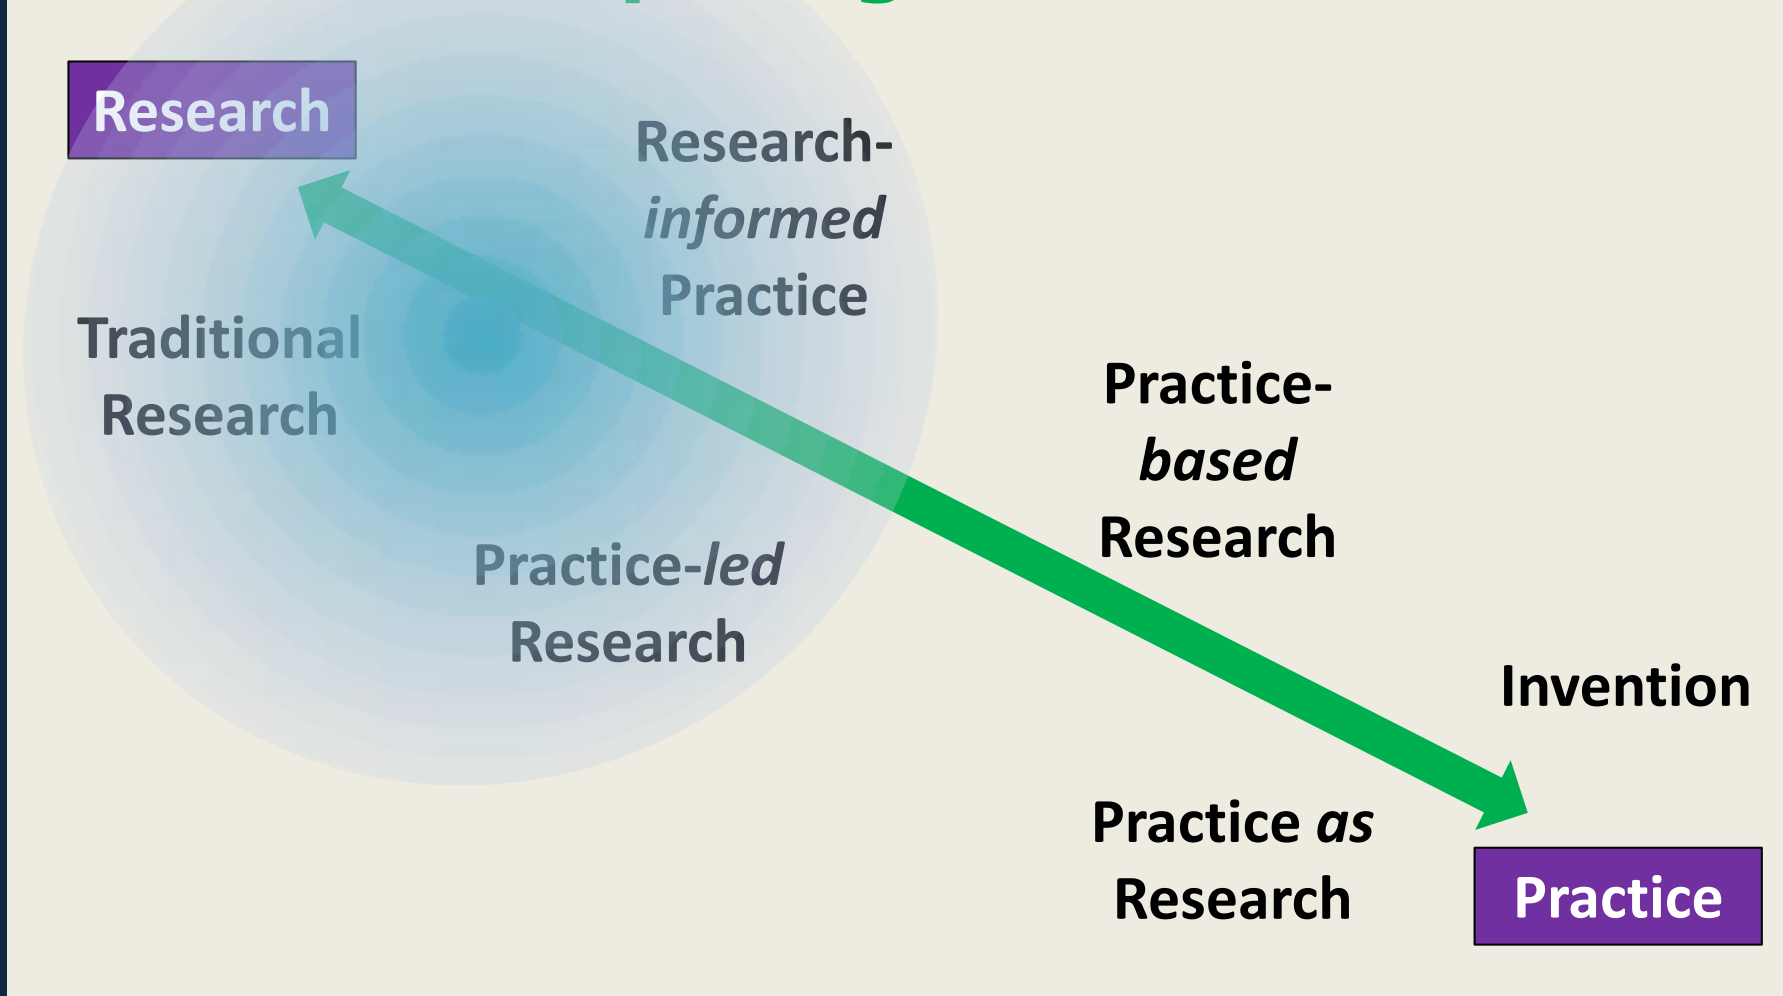 Research
Research-
informed
Practice
Traditional
Research
Practice-
based
Research
Practice-led
Research
Invention
Practice as
Research
Practice